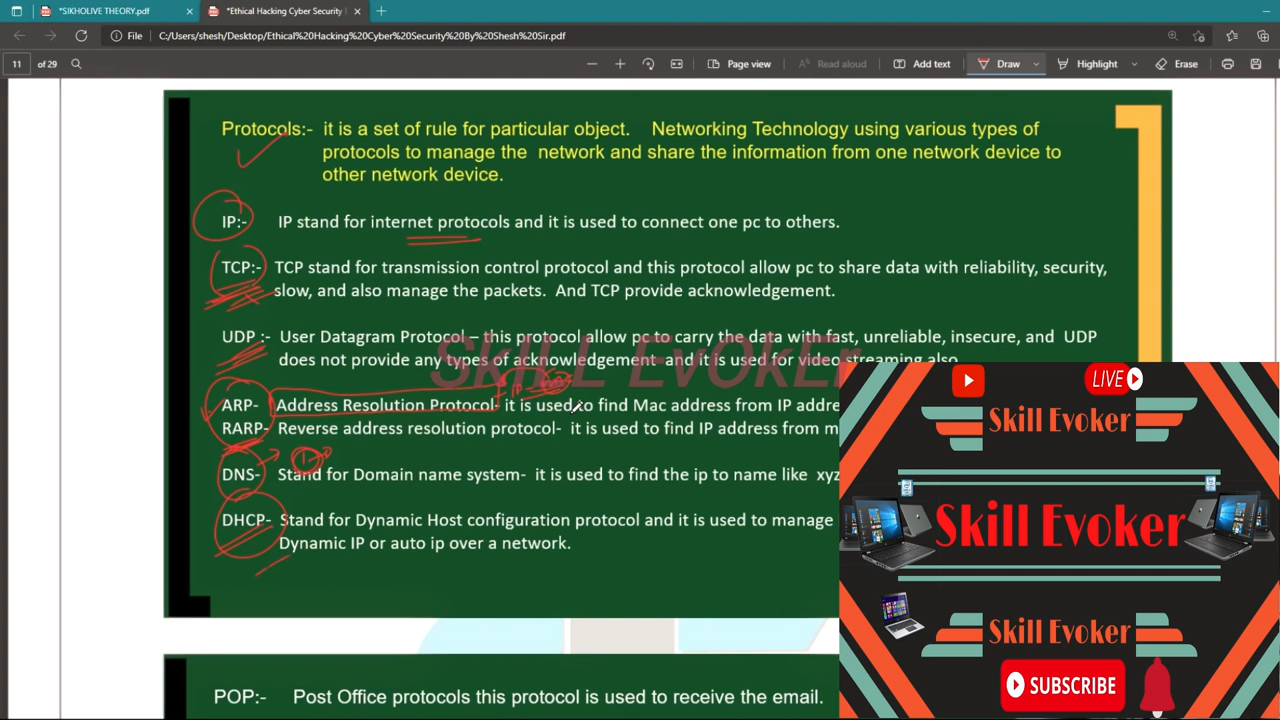 *SIKHOLIVE THEORY.pdf
*Ethical Hacking Cyber Security
File
C:/Users/shesh/Desktop/Ethical%20Hacking%20Cyber%20Security%20By%20Shesh%20Sir.pdf
11 of 29
Page view
Read aloud
Add text
Draw
Highlight
Erase
Protocols:- it is a set of rule for particular object. Networking Technology using various types of
protocols to manage the network and share the information from one network device to
other network device.
IP:- IP stand for internet protocols and it is used to connect one pc to others.
TCP:- TCP stand for transmission control protocol and this protocol allow pc to share data with reliability, security,
slow, and also manage the packets. And TCP provide acknowledgement.
UDP :- User Datagram Protocol – this protocol allow pc to carry the data with fast, unreliable, insecure, and UDP
does not provide any types of acknowledgement and it is used for video streaming also
SKILL EVOKEr
ARP- Address Resolution Protocol- it is used to find Mac address from IP addre
RARP- Reverse address resolution protocol- it is used to find IP address from m
DNS- Stand for Domain name system- it is used to find the ip to name like xyz
DHCP- Stand for Dynamic Host configuration protocol and it is used to manage
Dynamic IP or auto ip over a network.
POP:- Post Office protocols this protocol is used to receive the email.
LIVE
Skill Evoker
Skill Evoker
Skill Evoker
SUBSCRIBE